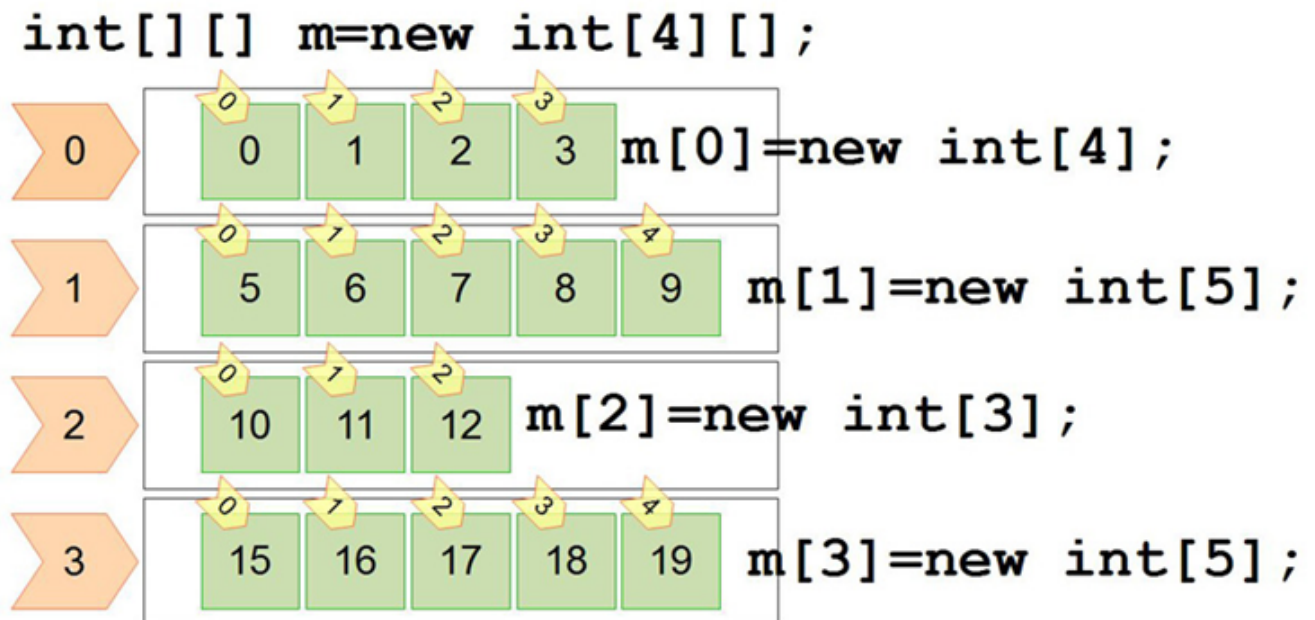 int[][] m=new int[4][];
0 1 2 3
0 0 1 2 3 m[0]=new int[4];
0 1 2 3 4
1 5 6 7 8 9 m[1]=new int[5];
0 1 2
2 10 11 12 m[2]=new int[3];
0 1 2 3 4
3 15 16 17 18 19 m[3]=new int[5];